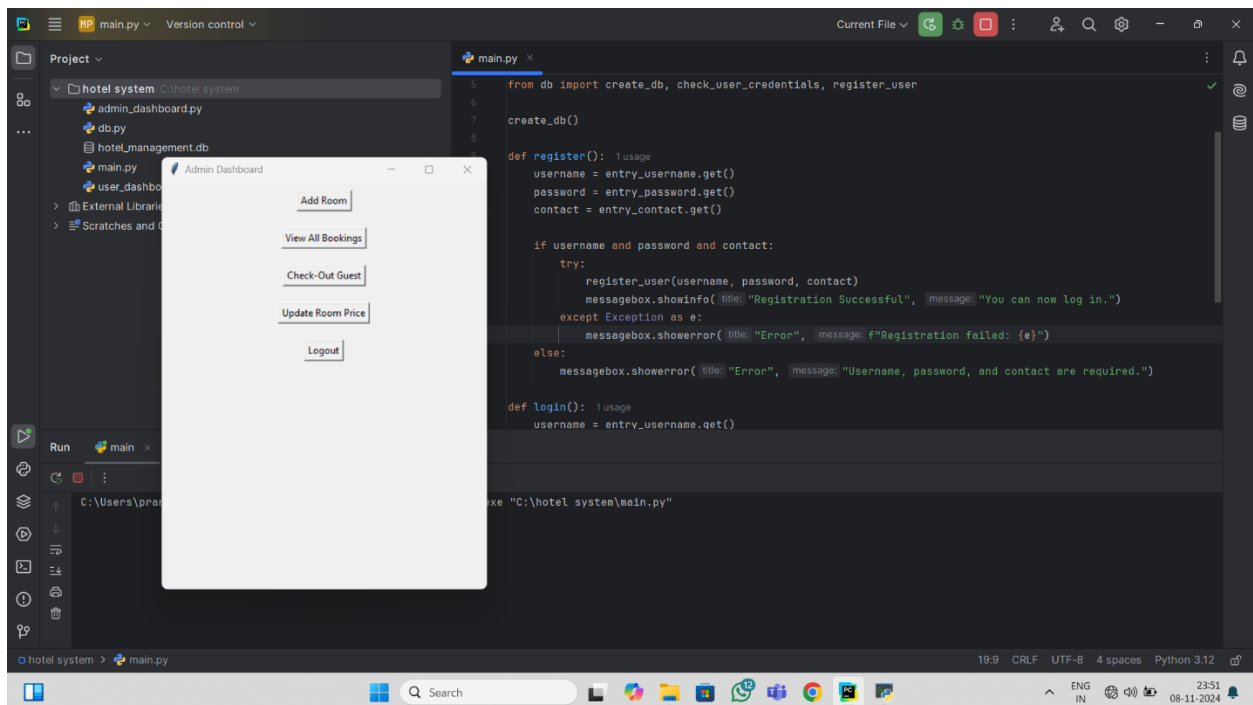 MP main.py Version control Current File
Project
main.py
hotel system C:\hotel system
admin_dashboard.py
db.py
hotel_management.db
main.py
user_dashbo
External Librarie
Scratches and
5 from db import create_db, check_user_credentials, register_user
6
7 create_db()
8
def register(): 1 usage
username = entry_username.get()
password = entry_password.get()
contact = entry_contact.get()
if username and password and contact:
try:
register_user(username, password, contact)
messagebox.showinfo( title: "Registration Successful", message: "You can now log in.")
except Exception as e:
messagebox.showerror( title: "Error", message: f"Registration failed: {e}")
else:
messagebox.showerror( title: "Error", message: "Username, password, and contact are required.")
def login(): 1 usage
username = entry_username.get()
Admin Dashboard
Add Room
View All Bookings
Check-Out Guest
Update Room Price
Logout
Run main
C:\Users\pra
xe "C:\hotel system\main.py"
hotel system > main.py 19:9 CRLF UTF-8 4 spaces Python 3.12
Search
12
ENG
IN
23:51
08-11-2024